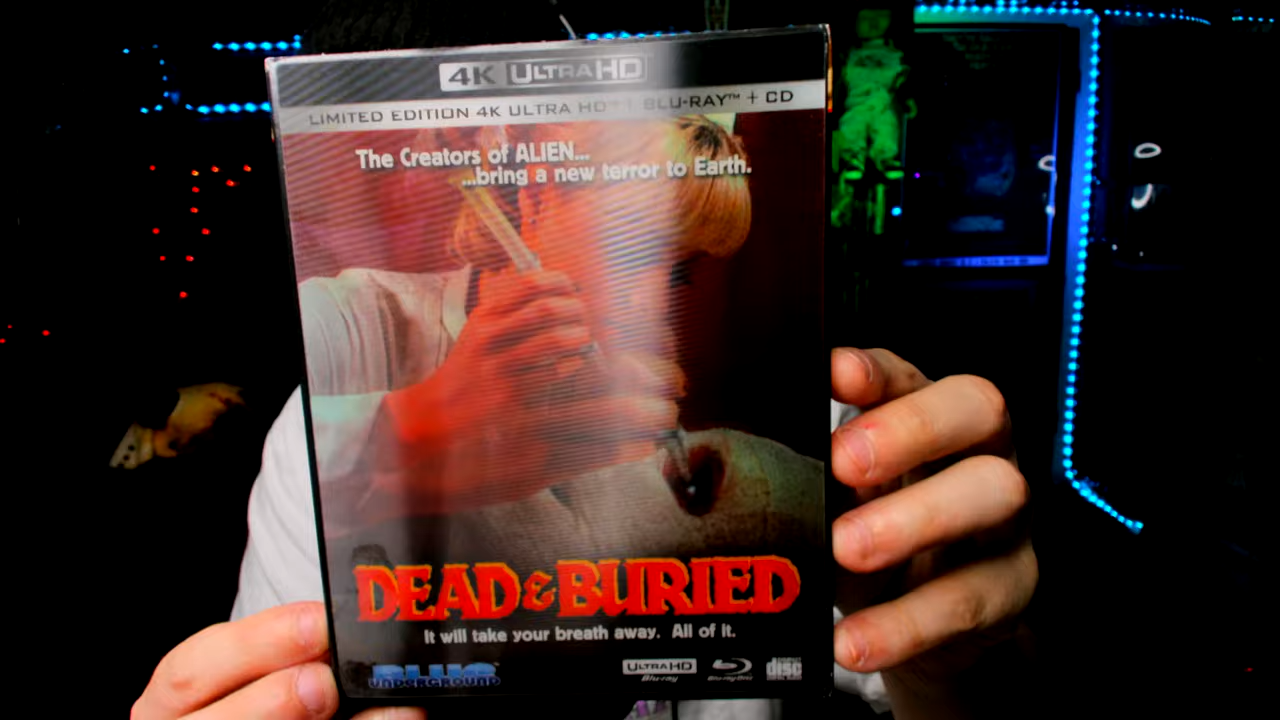 4K ULTRA HD
LIMITED EDITION 4K ULTRA HD™ | BLU-RAY™ + CD
The Creators of ALIEN...
...bring a new terror to Earth.
DEAD & BURIED
It will take your breath away. All of it.
BLUE
UNDERGROUND
ULTRA HD
Blu-ray
Blu-ray Disc
disc